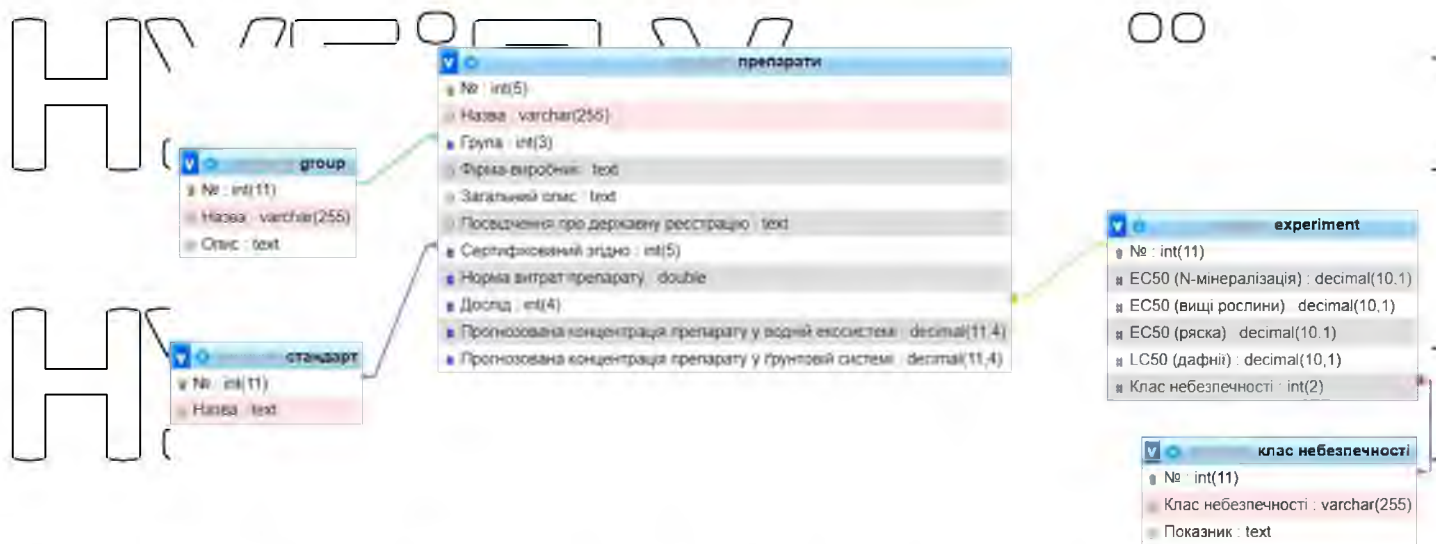 препарати
№ : int(5)
Назва : varchar(255)
Група : int(3)
Фірма-виробник : text
Загальний опис : text
Посвідчення про державну реєстрацію : text
Сертифікований згідно : int(5)
Норма витрат препарату : double
Дослід : int(4)
Прогнозована концентрація препарату у водній екосистемі : decimal(11,4)
Прогнозована концентрація препарату у ґрунтовій системі : decimal(11,4)
group
№ : int(11)
Назва : varchar(255)
Опис : text
стандарт
№ : int(11)
Назва : text
experiment
№ : int(11)
EC50 (N-мінералізація) : decimal(10,1)
EC50 (вищі рослини) : decimal(10,1)
EC50 (ряска) : decimal(10,1)
LC50 (дафнії) : decimal(10,1)
Клас небезпечності : int(2)
клас небезпечності
№ : int(11)
Клас небезпечності : varchar(255)
Показник : text